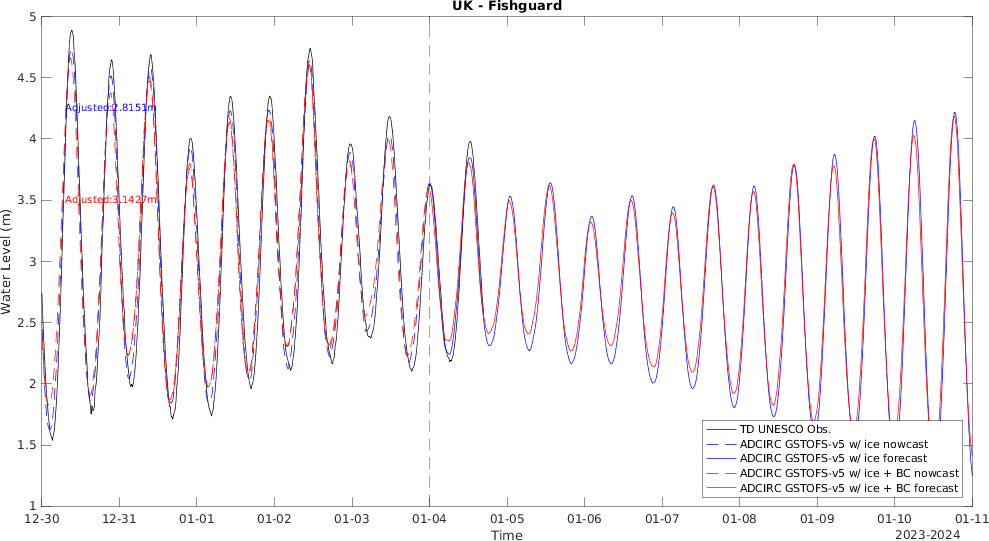 UK - Fishguard
5
4.5
4
3.5
3
2.5
2
1.5
1
Water Level (m)
Adjusted:2.8151m
Adjusted:3.1427m
TD UNESCO Obs.
ADCIRC GSTOFS-v5 w/ ice nowcast
ADCIRC GSTOFS-v5 w/ ice forecast
ADCIRC GSTOFS-v5 w/ ice + BC nowcast
ADCIRC GSTOFS-v5 w/ ice + BC forecast
12-30 12-31 01-01 01-02 01-03 01-04 01-05 01-06 01-07 01-08 01-09 01-10 01-11
Time
2023-2024